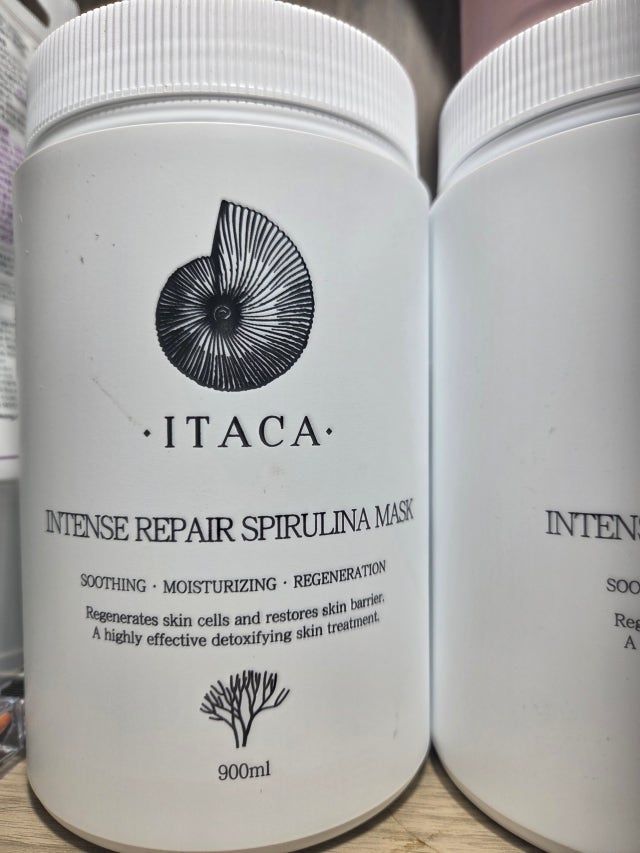 ·ITACA·
INTENSE REPAIR SPIRULINA MASK
SOOTHING · MOISTURIZING · REGENERATION
Regenerates skin cells and restores skin barrier.
A highly effective detoxifying skin treatment.
900ml
INTENS
SOO
Reg
A